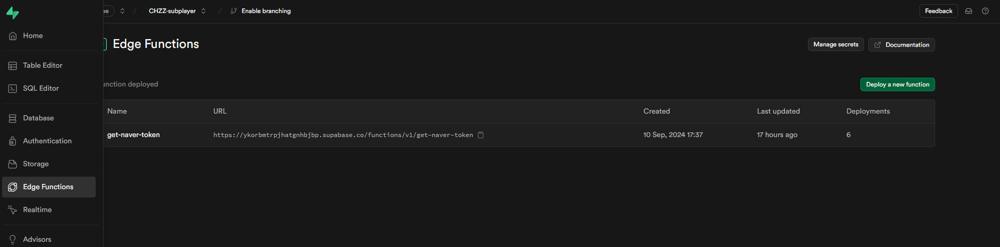 CHZZ-subplayer
Enable branching
Feedback
Home
Table Editor
SQL Editor
Database
Authentication
Storage
Edge Functions
Realtime
Advisors
Edge Functions
Manage secrets
Documentation
deployed
Deploy a new function
Name URL Created Last updated Deployments
get-naver-token https://ykorbmtrpjhatgnhbjbp.supabase.co/functions/v1/get-naver-token 10 Sep, 2024 17:37 17 hours ago 6